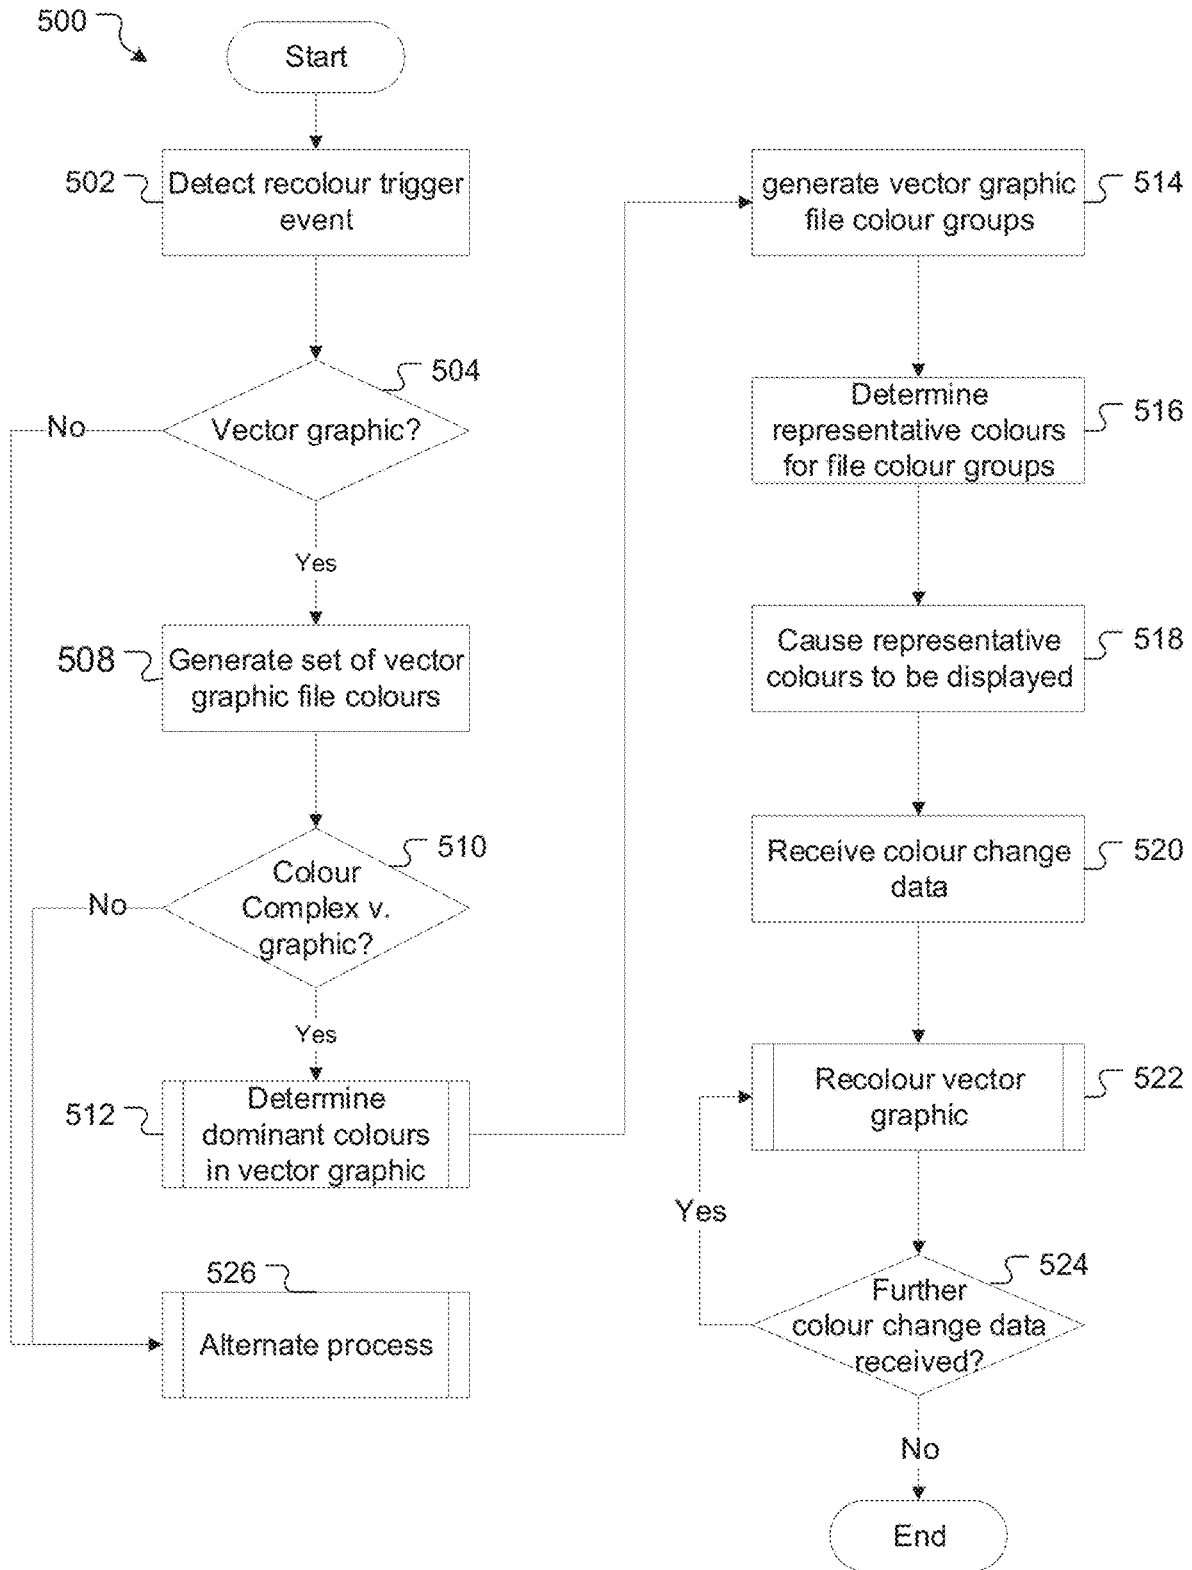 500
Start
502
Detect recolour trigger
event
504
Vector graphic?
No
Yes
508
Generate set of vector
graphic file colours
510
Colour
Complex v.
graphic?
No
Yes
512
Determine
dominant colours
in vector graphic
526
Alternate process
generate vector graphic
file colour groups
514
Determine
representative colours
for file colour groups
516
Cause representative
colours to be displayed
518
Receive colour change
data
520
Recolour vector
graphic
522
Yes
524
Further
colour change data
received?
No
End